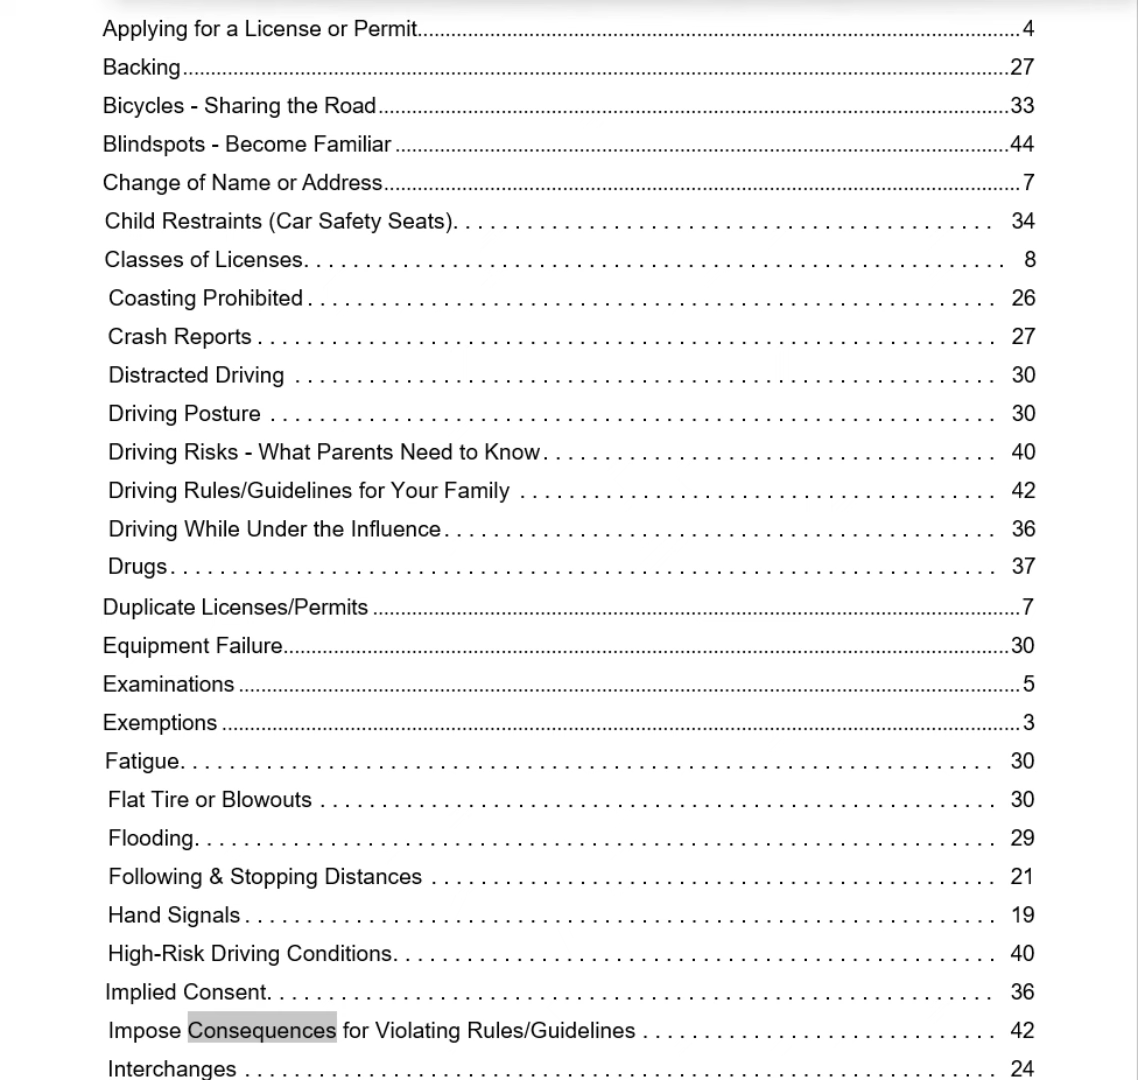 Applying for a License or Permit....................................................................................................4
Backing..........................................................................................................................................27
Bicycles - Sharing the Road.........................................................................................................33
Blindspots - Become Familiar ......................................................................................................44
Change of Name or Address..........................................................................................................7
Child Restraints (Car Safety Seats). . . . . . . . . . . . . . . . . . . . . . . . . . . . . . . . . . . . . . . . . . . . 34
Classes of Licenses. . . . . . . . . . . . . . . . . . . . . . . . . . . . . . . . . . . . . . . . . . . . . . . . . . . . . . . . . 8
Coasting Prohibited . . . . . . . . . . . . . . . . . . . . . . . . . . . . . . . . . . . . . . . . . . . . . . . . . . . . . . . . 26
Crash Reports . . . . . . . . . . . . . . . . . . . . . . . . . . . . . . . . . . . . . . . . . . . . . . . . . . . . . . . . . . . . 27
Distracted Driving . . . . . . . . . . . . . . . . . . . . . . . . . . . . . . . . . . . . . . . . . . . . . . . . . . . . . . . . . 30
Driving Posture . . . . . . . . . . . . . . . . . . . . . . . . . . . . . . . . . . . . . . . . . . . . . . . . . . . . . . . . . . . 30
Driving Risks - What Parents Need to Know. . . . . . . . . . . . . . . . . . . . . . . . . . . . . . . . . . . . . 40
Driving Rules/Guidelines for Your Family . . . . . . . . . . . . . . . . . . . . . . . . . . . . . . . . . . . . . . . 42
Driving While Under the Influence. . . . . . . . . . . . . . . . . . . . . . . . . . . . . . . . . . . . . . . . . . . . . 36
Drugs. . . . . . . . . . . . . . . . . . . . . . . . . . . . . . . . . . . . . . . . . . . . . . . . . . . . . . . . . . . . . . . . . . . 37
Duplicate Licenses/Permits ............................................................................................................7
Equipment Failure.........................................................................................................................30
Examinations ..................................................................................................................................5
Exemptions .....................................................................................................................................3
Fatigue. . . . . . . . . . . . . . . . . . . . . . . . . . . . . . . . . . . . . . . . . . . . . . . . . . . . . . . . . . . . . . . . . . 30
Flat Tire or Blowouts . . . . . . . . . . . . . . . . . . . . . . . . . . . . . . . . . . . . . . . . . . . . . . . . . . . . . . . 30
Flooding. . . . . . . . . . . . . . . . . . . . . . . . . . . . . . . . . . . . . . . . . . . . . . . . . . . . . . . . . . . . . . . . . 29
Following & Stopping Distances . . . . . . . . . . . . . . . . . . . . . . . . . . . . . . . . . . . . . . . . . . . . . . 21
Hand Signals . . . . . . . . . . . . . . . . . . . . . . . . . . . . . . . . . . . . . . . . . . . . . . . . . . . . . . . . . . . . . 19
High-Risk Driving Conditions. . . . . . . . . . . . . . . . . . . . . . . . . . . . . . . . . . . . . . . . . . . . . . . . . 40
Implied Consent. . . . . . . . . . . . . . . . . . . . . . . . . . . . . . . . . . . . . . . . . . . . . . . . . . . . . . . . . . . 36
Impose Consequences for Violating Rules/Guidelines . . . . . . . . . . . . . . . . . . . . . . . . . . . . . 42
Interchanges . . . . . . . . . . . . . . . . . . . . . . . . . . . . . . . . . . . . . . . . . . . . . . . . . . . . . . . . . . . . . 24